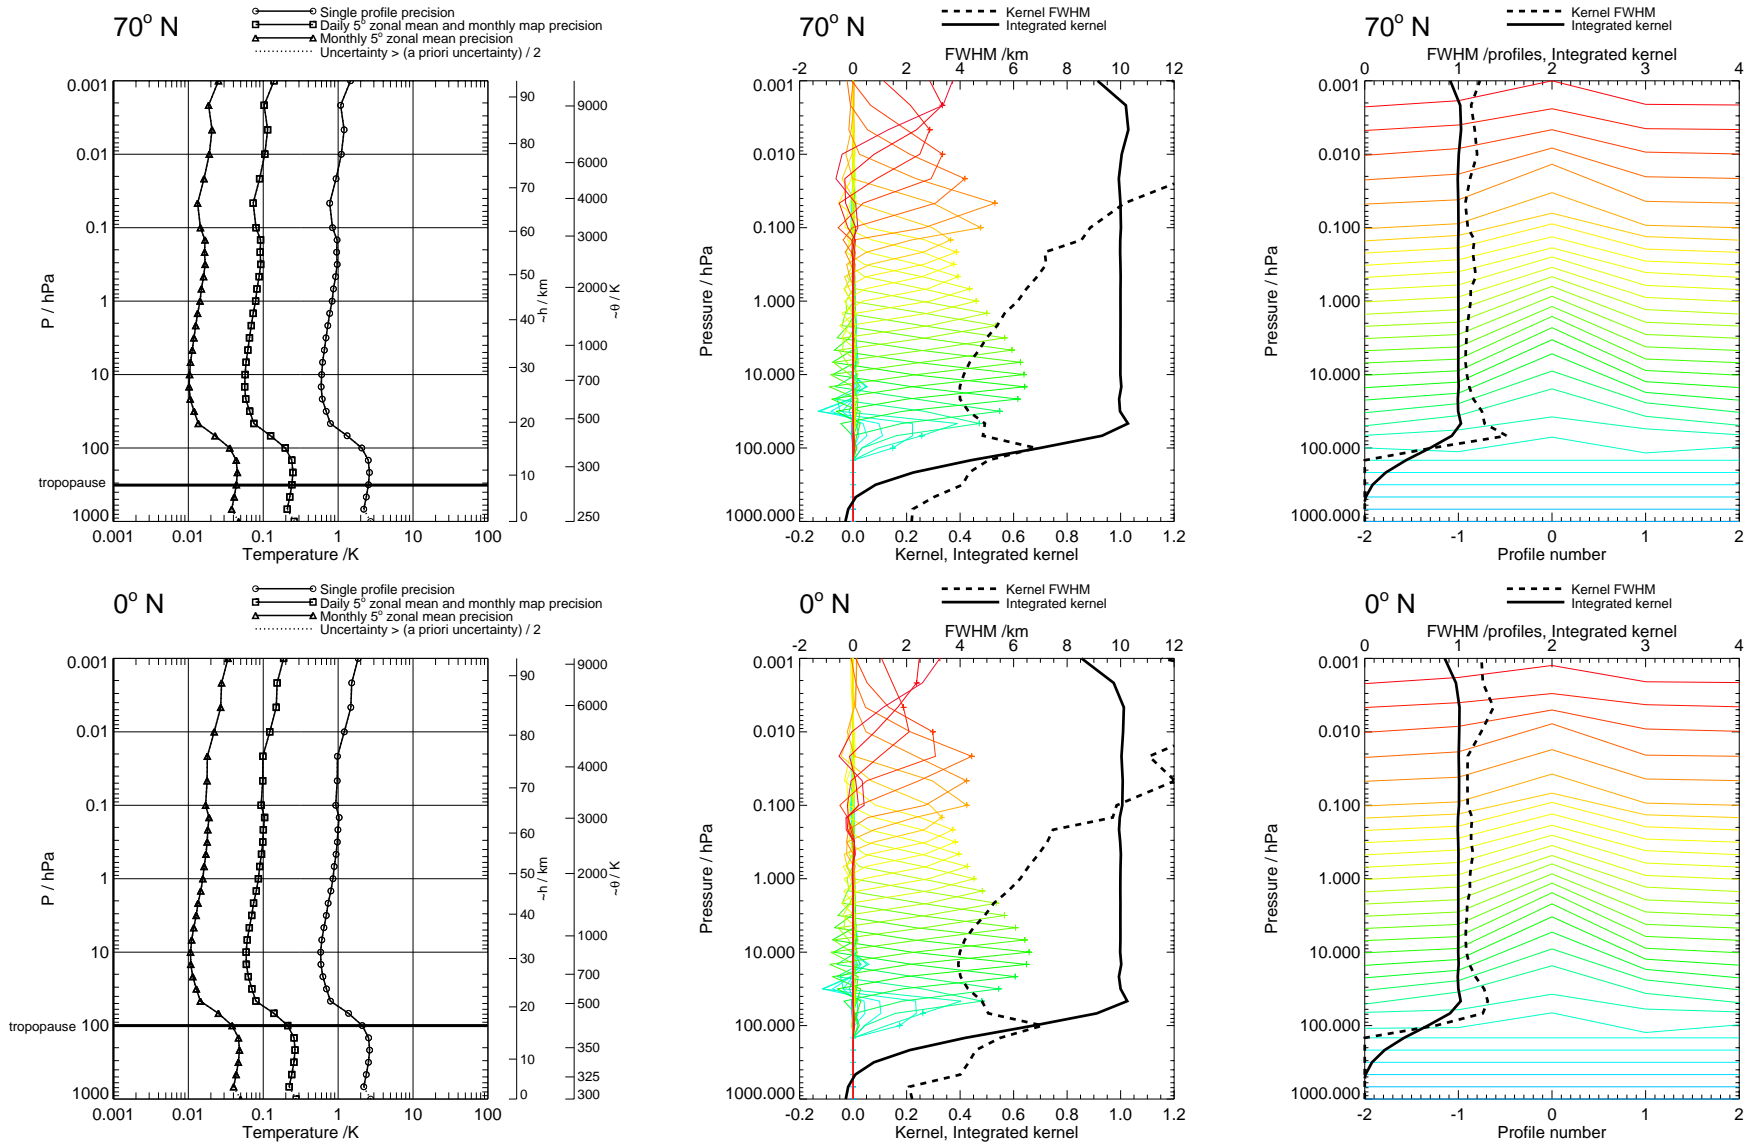 70° N
Single profile precision
Daily 5° zonal mean and monthly map precision
Monthly 5° zonal mean precision
Uncertainty > (a priori uncertainty) / 2
0.001
0.01
0.1
1
10
100
tropopause
1000
P / hPa
0.001 0.01 0.1 1 10 100
Temperature /K
90
80
70
60
50
40
30
20
10
0
~h / km
9000
6000
4000
3000
2000
1000
700
500
300
250
~θ / K
70° N
Kernel FWHM
Integrated kernel
FWHM /km
0 2 4 6 8 10 12
0.001
0.010
0.100
1.000
10.000
100.000
1000.000
Pressure / hPa
-0.2 0.0 0.2 0.4 0.6 0.8 1.0 1.2
Kernel, Integrated kernel
70° N
Kernel FWHM
Integrated kernel
FWHM /profiles, Integrated kernel
0 1 2 3 4
0.001
0.010
0.100
1.000
10.000
100.000
1000.000
Pressure / hPa
-2 -1 0 1 2
Profile number
0° N
Single profile precision
Daily 5° zonal mean and monthly map precision
Monthly 5° zonal mean precision
Uncertainty > (a priori uncertainty) / 2
0.001
0.01
0.1
1
10
tropopause 100
1000
P / hPa
0.001 0.01 0.1 1 10 100
Temperature /K
90
80
70
60
50
40
30
20
10
0
~h / km
9000
6000
4000
3000
2000
1000
700
500
350
325
300
~θ / K
0° N
Kernel FWHM
Integrated kernel
FWHM /km
0 2 4 6 8 10 12
0.001
0.010
0.100
1.000
10.000
100.000
1000.000
Pressure / hPa
-0.2 0.0 0.2 0.4 0.6 0.8 1.0 1.2
Kernel, Integrated kernel
0° N
Kernel FWHM
Integrated kernel
FWHM /profiles, Integrated kernel
0 1 2 3 4
0.001
0.010
0.100
1.000
10.000
100.000
1000.000
Pressure / hPa
-2 -1 0 1 2
Profile number